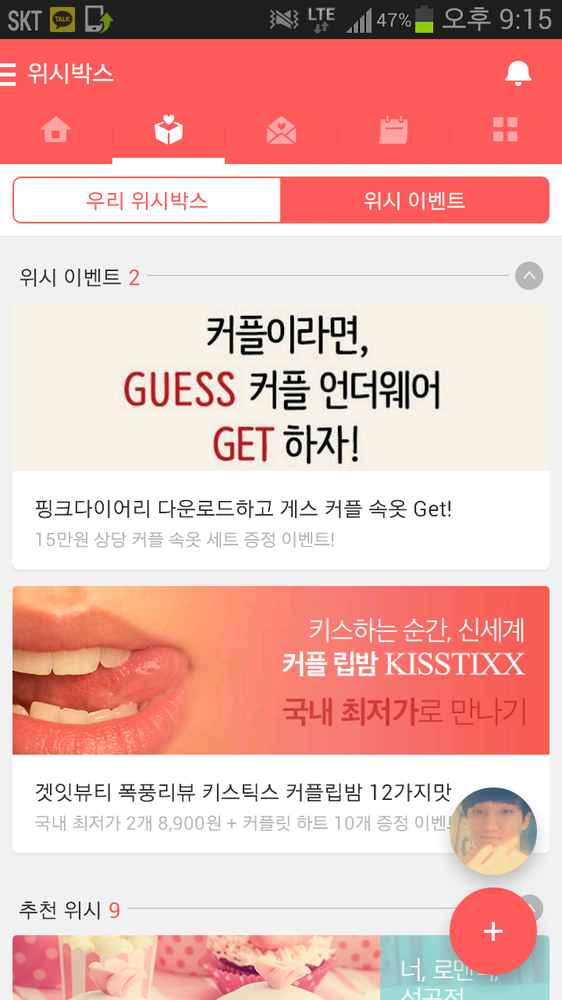 SKT TALK LTE 47% 오후 9:15
위시박스
우리 위시박스 위시 이벤트
위시 이벤트 2
커플이라면,
GUESS 커플 언더웨어
GET 하자!
핑크다이어리 다운로드하고 게스 커플 속옷 Get!
15만원 상당 커플 속옷 세트 증정 이벤트!
키스하는 순간, 신세계
커플 립밤 KISSTIXX
국내 최저가로 만나기
겟잇뷰티 폭풍리뷰 키스틱스 커플립밤 12가지맛
국내 최저가 2개 8,900원 + 커플릿 하트 10개 증정
추천 위시 9
너,